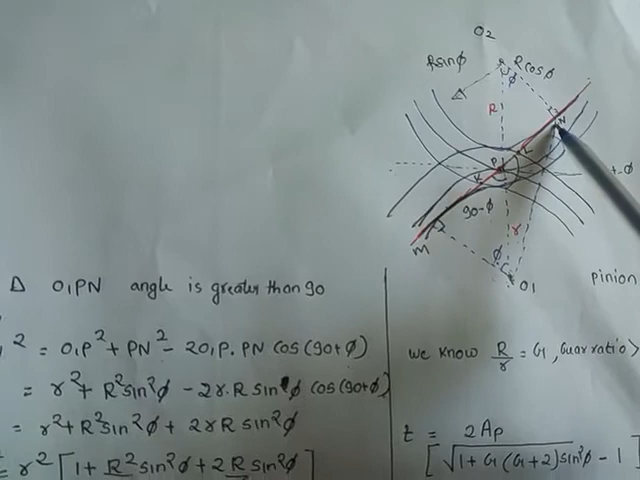 O2
Rsinφ
Rcosφ
φ
R
N
L
P
K
90-φ
r
M
φ
O1
pinion
Δ O1PN angle is greater than 90
² = O1P² + PN² - 2O1P.PN cos(90+φ)
= r² + R²sin²φ - 2r.R sinφ cos(90+φ)
= r² + R²sin²φ + 2rR sin²φ
= r² [1 + R² sin²φ + 2R sin²φ]
we know R/r = G, Guar ratio >
t = 2Ap
[√1+G(G+2)sin²φ - 1]